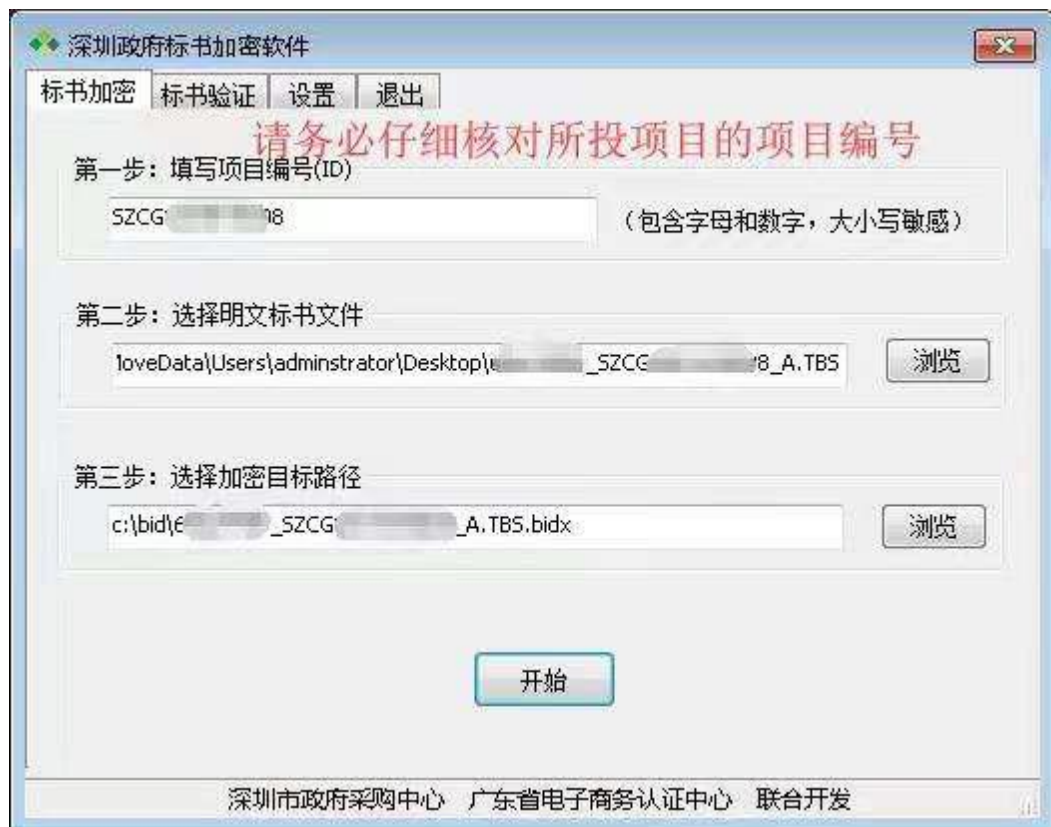 深圳政府标书加密软件
标书加密 标书验证 设置 退出
请务必仔细核对所投项目的项目编号
第一步：填写项目编号(ID)
SZCG 08 （包含字母和数字，大小写敏感）
第二步：选择明文标书文件
loveData\Users\adminstrator\Desktop\ _SZCG 8_A.TBS 浏览
第三步：选择加密目标路径
c:\bid\6 _SZCG _A.TBS.bidx 浏览
开始
深圳市政府采购中心 广东省电子商务认证中心 联合开发